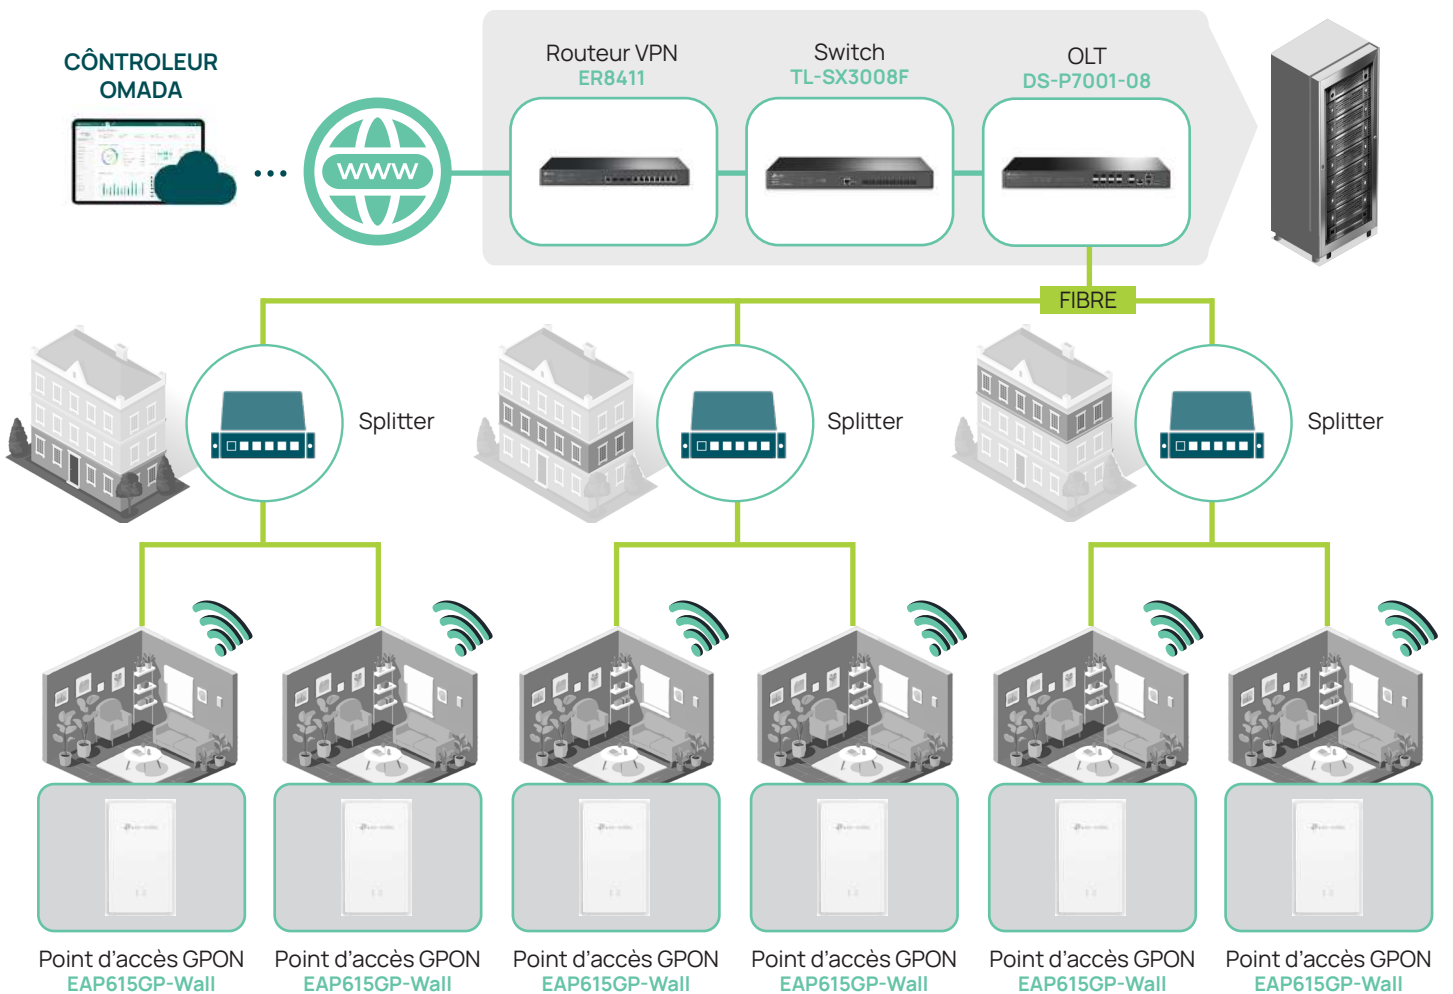 CÔNTROLEUR
OMADA
WWW
Routeur VPN
ER8411
Switch
TL-SX3008F
OLT
DS-P7001-08
FIBRE
Splitter
Splitter
Splitter
Point d'accès GPON
EAP615GP-Wall
Point d'accès GPON
EAP615GP-Wall
Point d'accès GPON
EAP615GP-Wall
Point d'accès GPON
EAP615GP-Wall
Point d'accès GPON
EAP615GP-Wall
Point d'accès GPON
EAP615GP-Wall